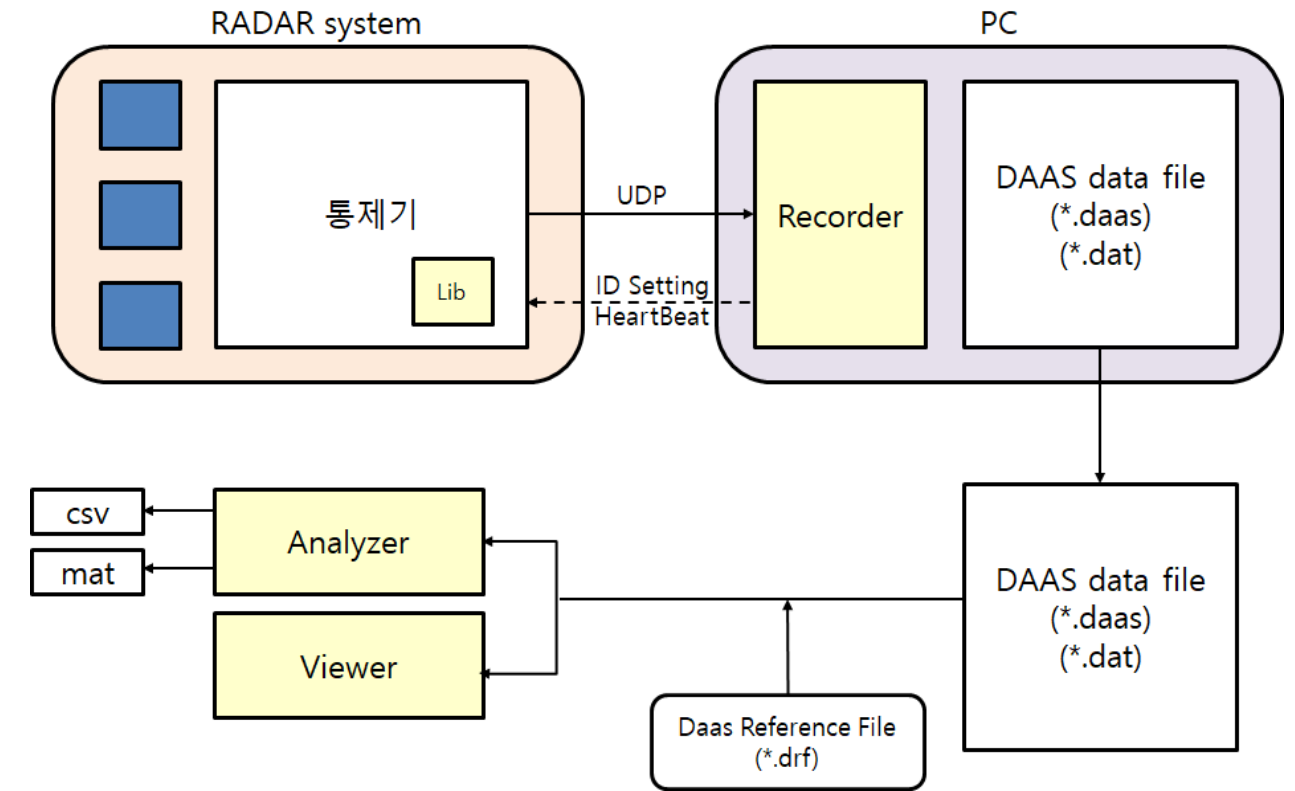 RADAR system
PC
통제기
Lib
UDP
ID Setting
HeartBeat
Recorder
DAAS data file
(*.daas)
(*.dat)
csv
mat
Analyzer
Viewer
Daas Reference File
(*.drf)
DAAS data file
(*.daas)
(*.dat)